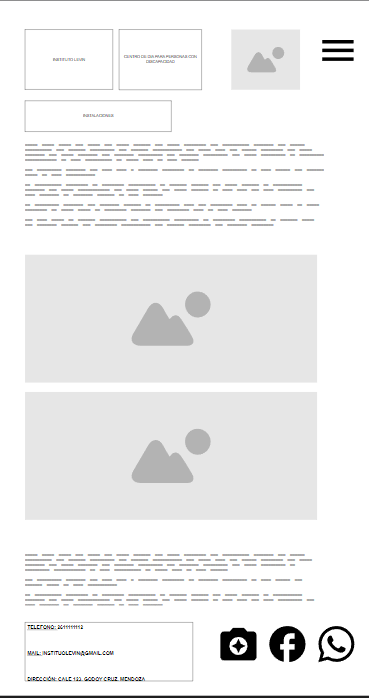 INSTITUTO LEVIN
CENTRO DE DIA PARA PERSONAS CON
DISCAPACIDAD
INSTALACIONES
TELEFONO: 2611111112
MAIL: INSTITUOLEVIN@GMAIL.COM
DIRECCIÓN: CALE 123, GODOY CRUZ, MENDOZA